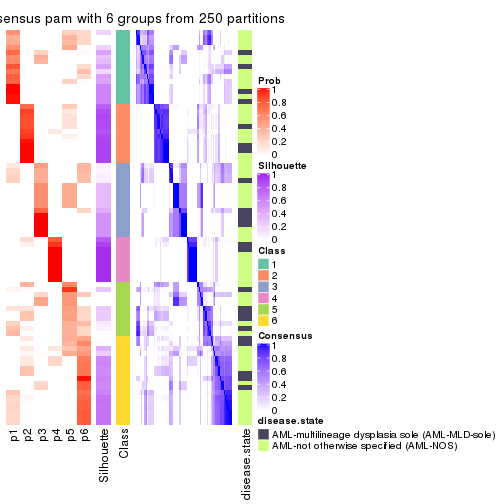 sensus pam with 6 groups from 250 partitions
Prob
1
0.8
0.6
0.4
0.2
0
Silhouette
1
0.8
0.6
0.4
0.2
0
Class
1
2
3
4
5
6
Consensus
1
0.8
0.6
0.4
0.2
0
disease.state
AML-multilineage dysplasia sole (AML-MLD-sole)
AML-not otherwise specified (AML-NOS)
p1
p2
p3
p4
p5
p6
Silhouette
Class
disease.state